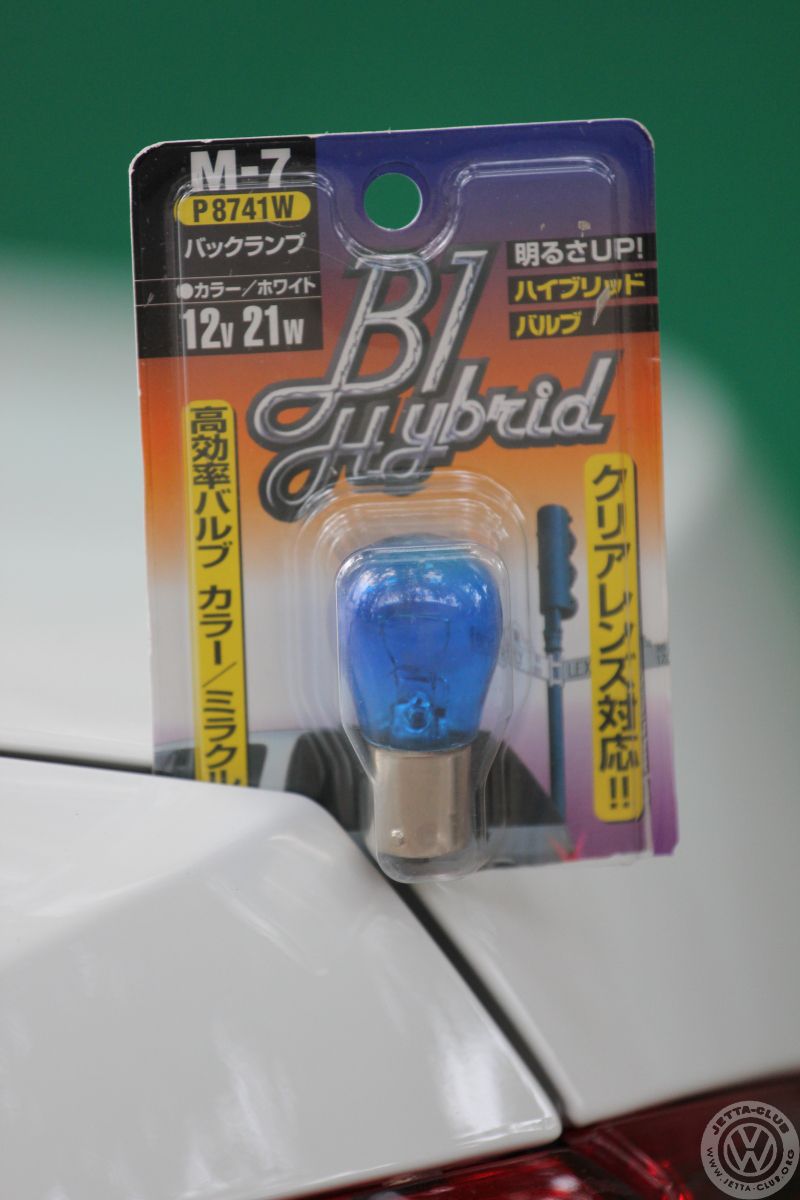 M-7
P8741W
バックランプ
●カラー/ホワイト
12V 21W
明るさUP!
ハイブリッド
バルブ
B1
Hybrid
高効率バルブ カラー/ミラクル
クリアレンズ対応!!
LEX
JETTA-CLUB
WWW.JETTA-CLUB.ORG